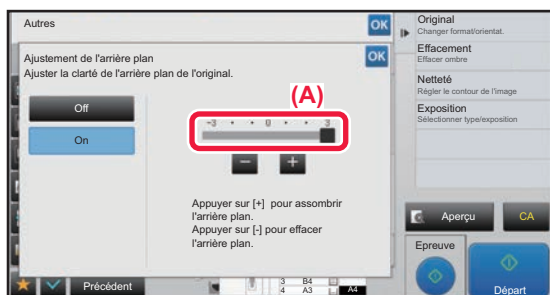 Autres
OK
Ajustement de l'arrière plan
Ajuster la clarté de l'arrière plan de l'original.
OK
Off
On
(A)
-3 • • 0 • • 3
− +
Appuyer sur [+] pour assombrir
l'arrière plan.
Appuyer sur [-] pour effacer
l'arrière plan.
Précédent
3 B4
4 A3
A4
Original
Changer format/orientat.
Effacement
Effacer ombre
Netteté
Régler le contour de l'image
Exposition
Sélectionner type/exposition
Aperçu
CA
Epreuve
Départ